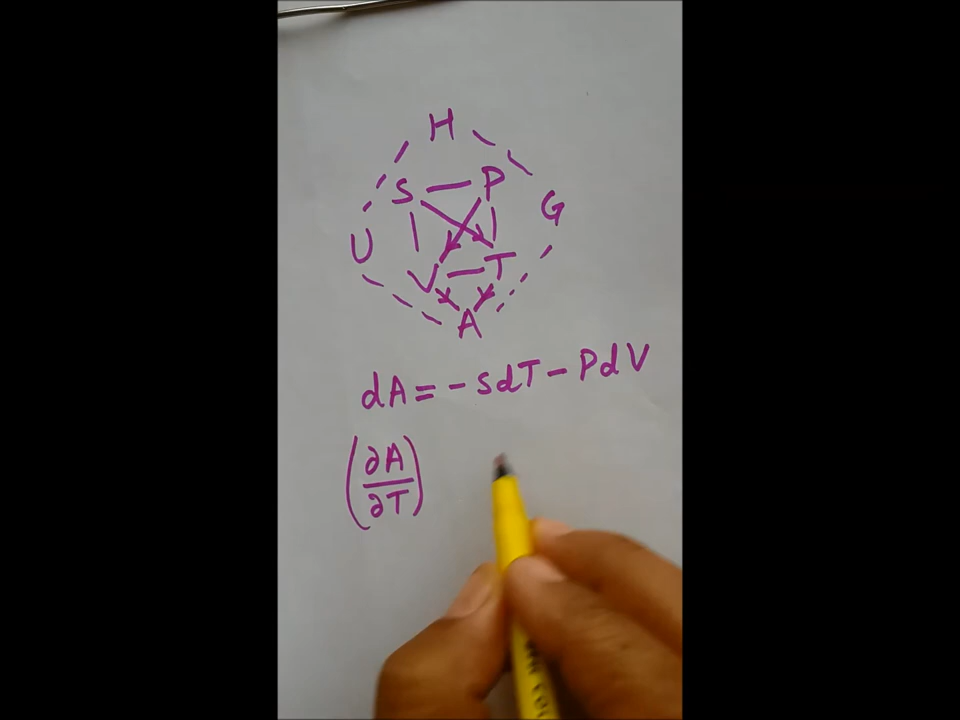 H
S P
G
U
V T
A
dA = - SdT - PdV
(∂A/∂T)